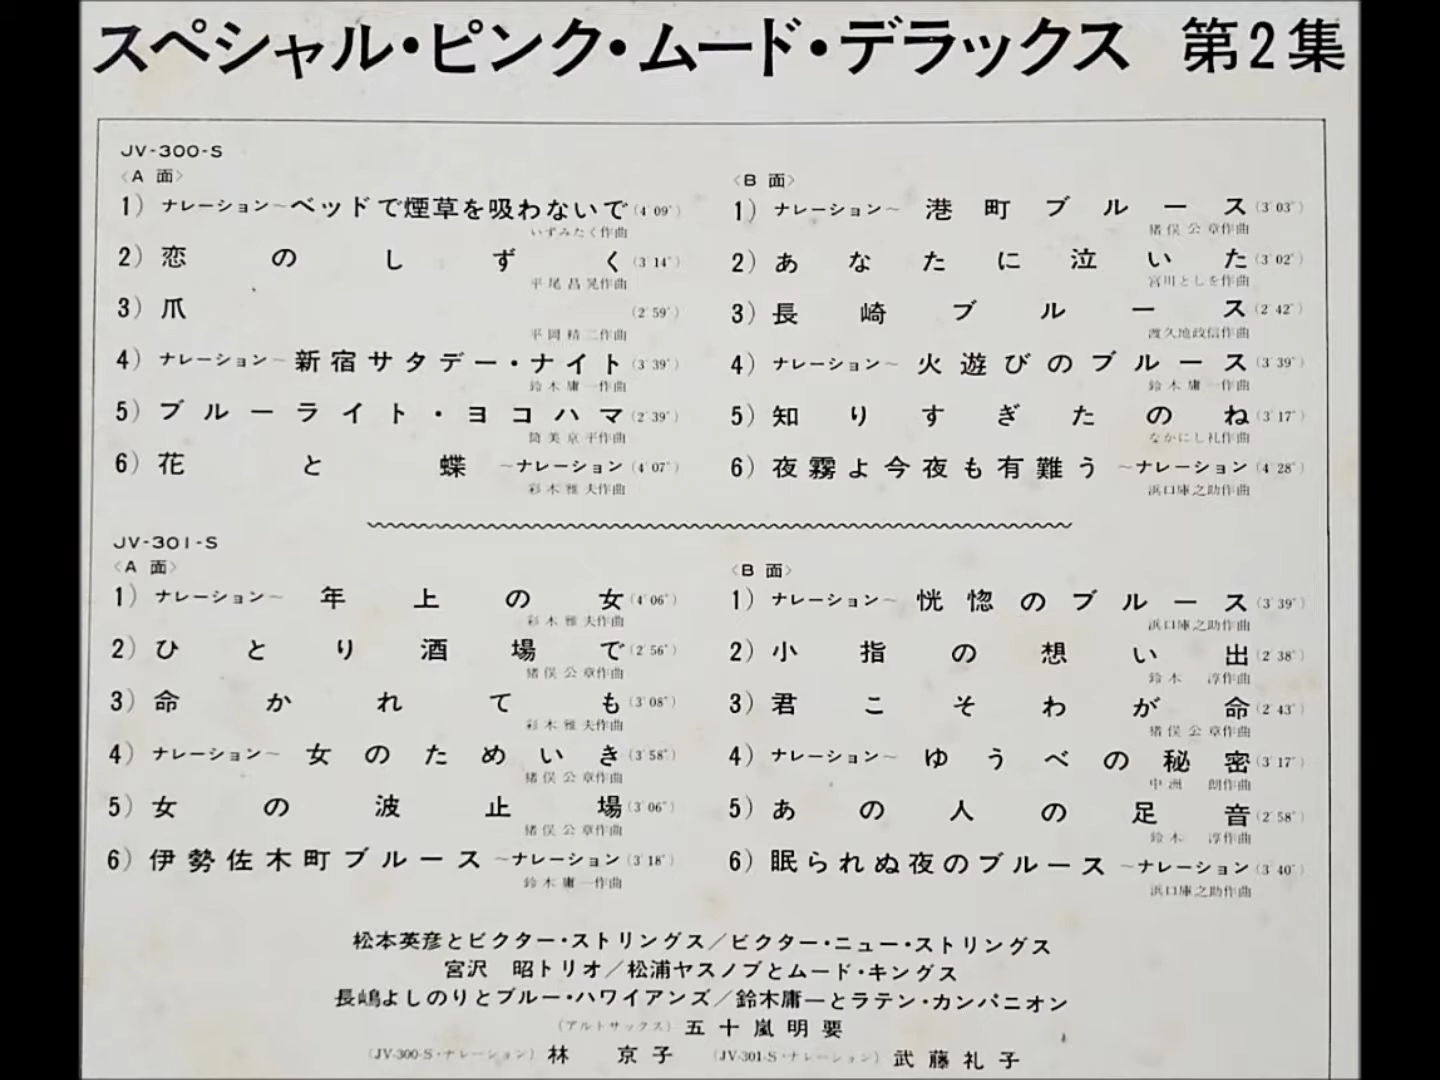 スペシャル・ピンク・ムード・デラックス 第2集
JV-300-S
〈A 面〉
1) ナレーション〜ベッドで煙草を吸わないで (4'09")
いずみたく作曲
2) 恋のしずく (3'14")
平尾昌晃作曲
3) 爪 (2'59")
平岡精二作曲
4) ナレーション〜新宿サタデー・ナイト (3'39")
鈴木庸一作曲
5) ブルーライト・ヨコハマ (2'39")
筒美京平作曲
6) 花と蝶 〜ナレーション (4'07")
彩木雅夫作曲
〈B 面〉
1) ナレーション〜港町ブルース (3'03")
猪俣公章作曲
2) あなたに泣いた (3'02")
宮川としを作曲
3) 長崎ブルース (2'42")
渡久地政信作曲
4) ナレーション〜火遊びのブルース (3'39")
鈴木庸一作曲
5) 知りすぎたのね (3'17")
なかにし礼作曲
6) 夜霧よ今夜も有難う 〜ナレーション (4'28")
浜口庫之助作曲
JV-301-S
〈A 面〉
1) ナレーション〜年上の女 (4'06")
彩木雅夫作曲
2) ひとり酒場で (2'56")
猪俣公章作曲
3) 命かれても (3'08")
彩木雅夫作曲
4) ナレーション〜女のためいき (3'58")
猪俣公章作曲
5) 女の波止場 (3'06")
猪俣公章作曲
6) 伊勢佐木町ブルース 〜ナレーション (3'18")
鈴木庸一作曲
〈B 面〉
1) ナレーション〜恍惚のブルース (3'39")
浜口庫之助作曲
2) 小指の想い出 (2'38")
鈴木 淳作曲
3) 君こそわが命 (2'43")
猪俣公章作曲
4) ナレーション〜ゆうべの秘密 (3'17")
中洲 朗作曲
5) あの人の足音 (2'58")
鈴木 淳作曲
6) 眠られぬ夜のブルース 〜ナレーション (3'40")
浜口庫之助作曲
松本英彦とビクター・ストリングス／ビクター・ニュー・ストリングス
宮沢 昭トリオ／松浦ヤスノブとムード・キングス
長嶋よしのりとブルー・ハワイアンズ／鈴木庸一とラテン・カンパニオン
(アルトサックス) 五十嵐明要
(JV-300-S・ナレーション) 林 京子 (JV-301-S・ナレーション) 武藤礼子